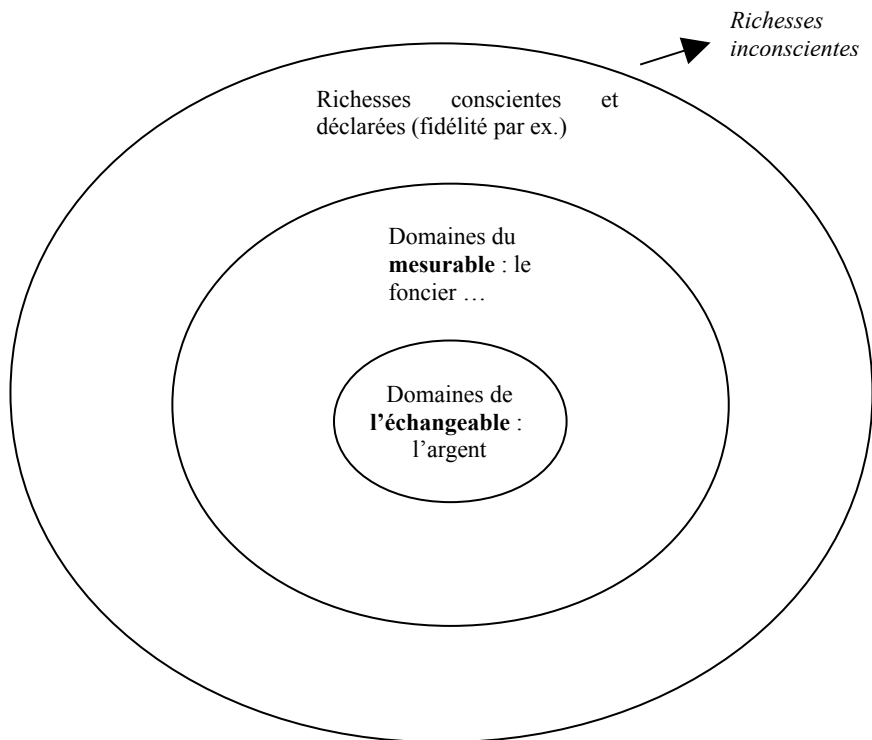 Richesses
inconscientes
Richesses conscientes et
déclarées (fidélité par ex.)
Domaines du
mesurable : le
foncier …
Domaines de
l’échangeable :
l’argent